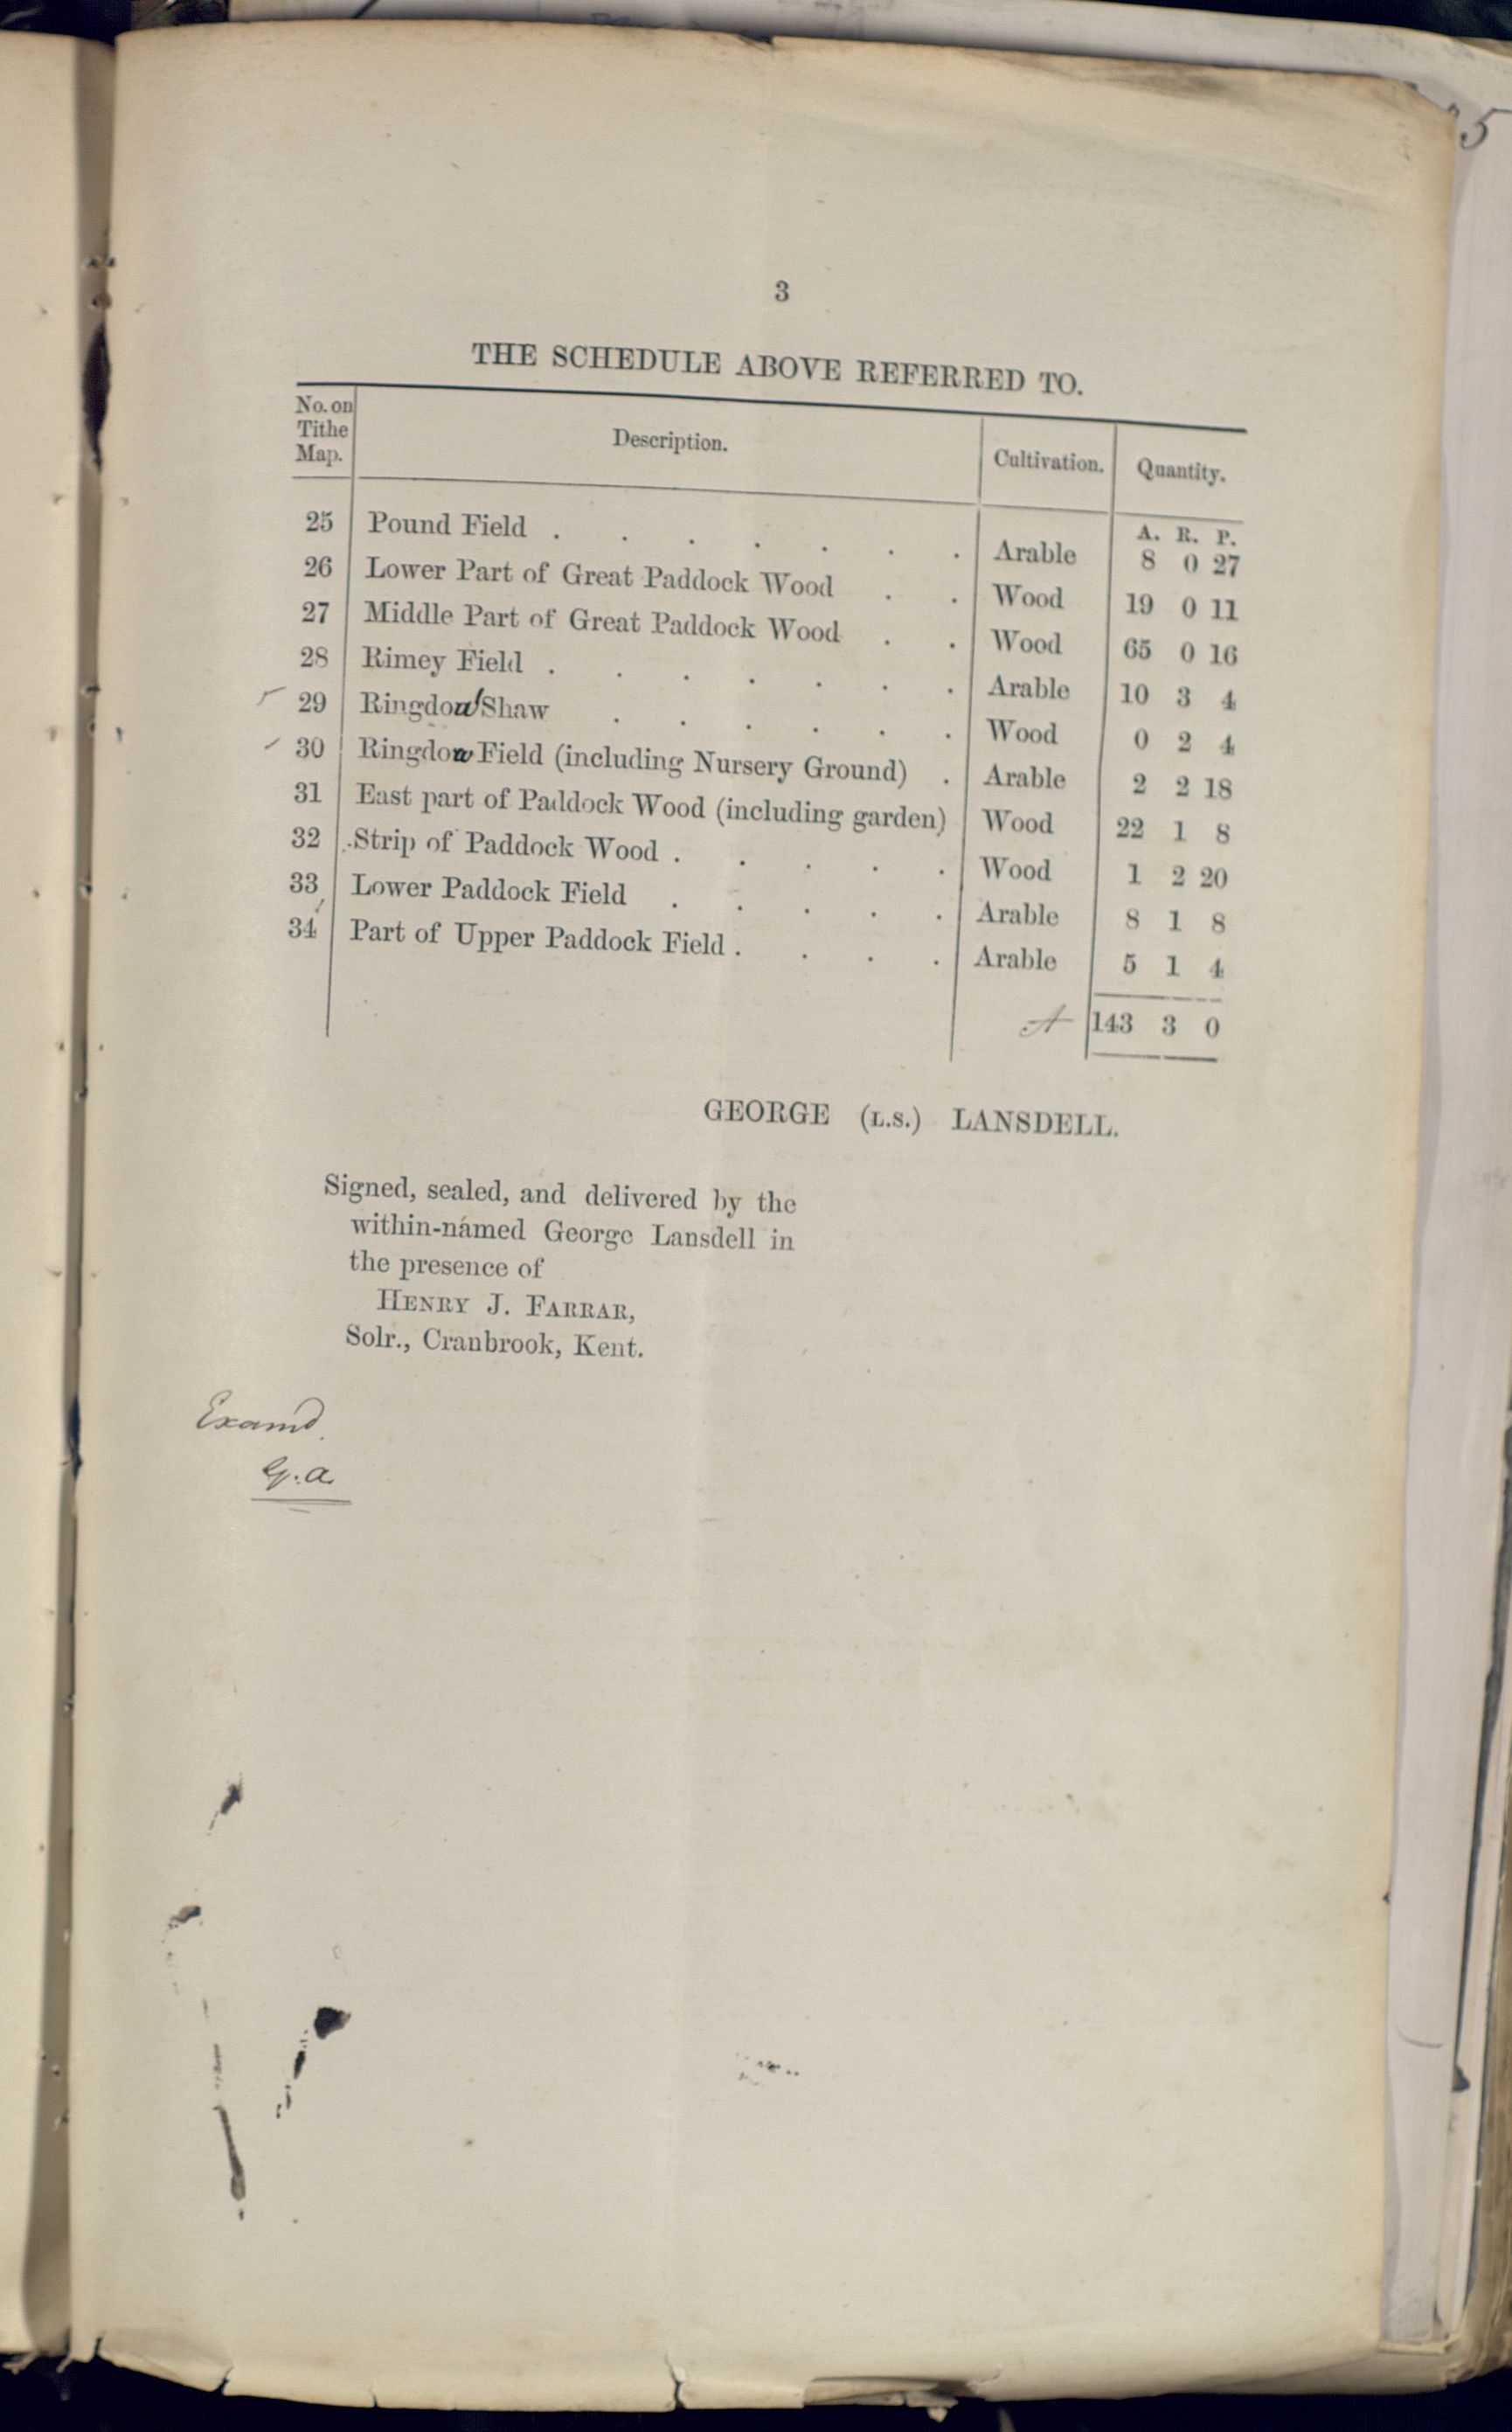 5
3
THE SCHEDULE ABOVE REFERRED TO.
No. on
Tithe
Map.
Description.
Cultivation.
Quantity.
A. R. P.
25 Pound Field . . . . . . . Arable 8 0 27
26 Lower Part of Great Paddock Wood . . Wood 19 0 11
27 Middle Part of Great Paddock Wood . . Wood 65 0 16
28 Rimey Field . . . . . . . Arable 10 3 4
29 Ringdow Shaw . . . . . . Wood 0 2 4
30 Ringdow Field (including Nursery Ground) . Arable 2 2 18
31 East part of Paddock Wood (including garden) Wood 22 1 8
32 Strip of Paddock Wood . . . . . Wood 1 2 20
33 Lower Paddock Field . . . . . Arable 8 1 8
34 Part of Upper Paddock Field . . . . Arable 5 1 4
A 143 3 0
GEORGE (L.S.) LANSDELL.
Signed, sealed, and delivered by the
within-named George Lansdell in
the presence of
HENRY J. FARRAR,
Solr., Cranbrook, Kent.
Examd.
G.a.